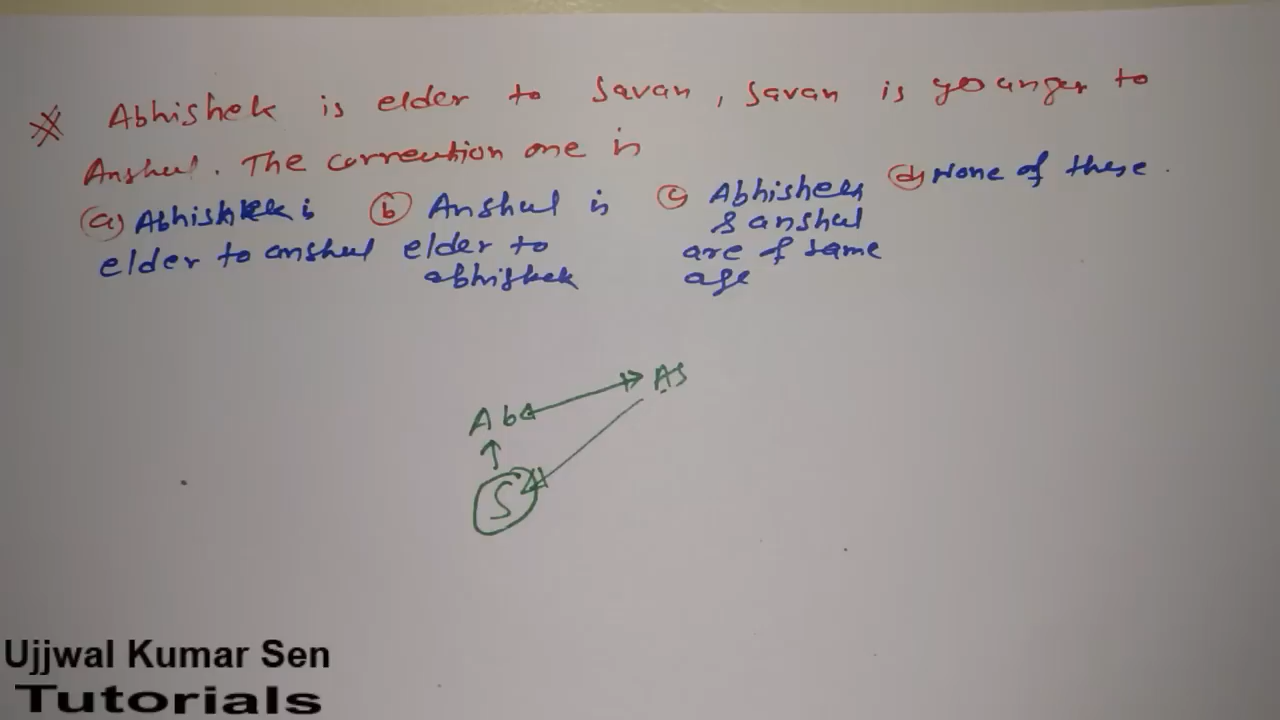 Abhishek is elder to Savan, Savan is younger to
Anshul. The correction one is
(a) Abhishek is elder to anshul
(b) Anshul is elder to abhishek
(c) Abhishek & anshul are of same age
(d) None of these.
Ab AS
S
Ujjwal Kumar Sen
Tutorials